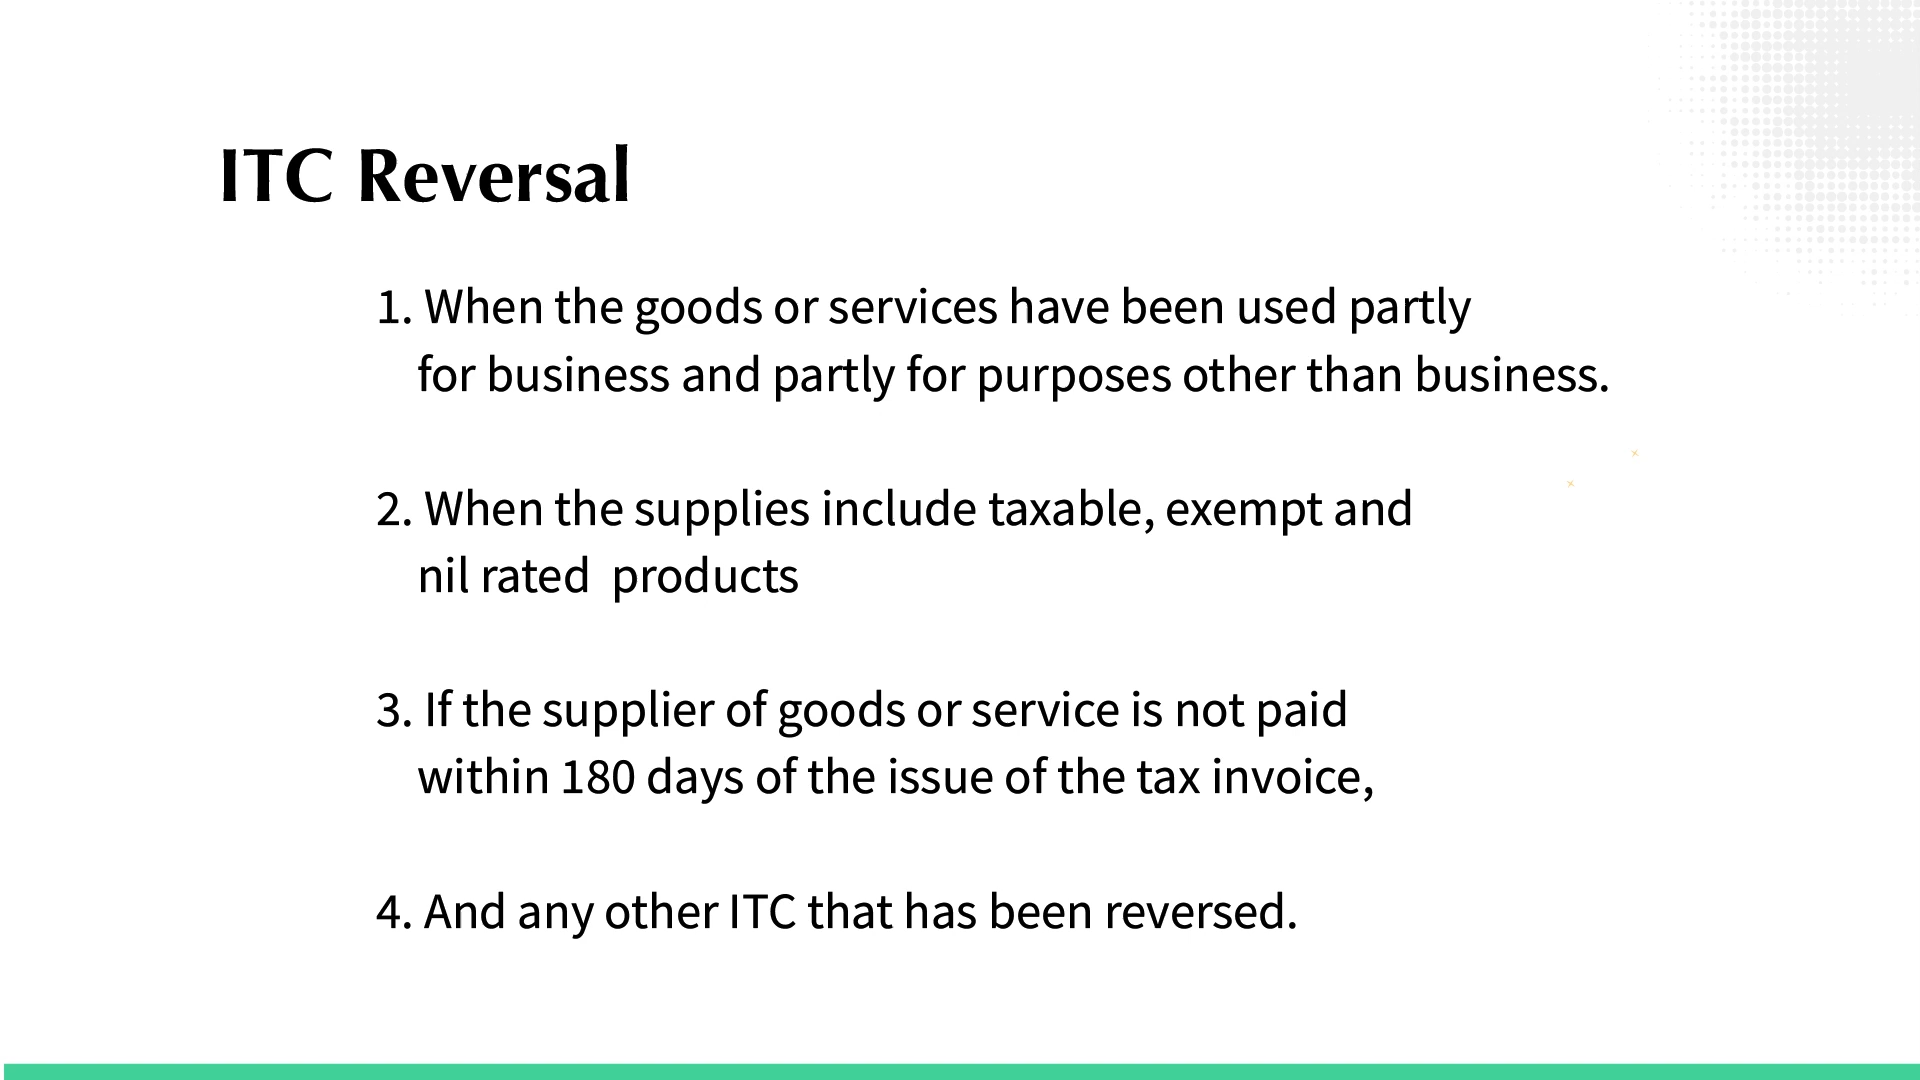 ITC Reversal
1. When the goods or services have been used partly
for business and partly for purposes other than business.
2. When the supplies include taxable, exempt and
nil rated  products
3. If the supplier of goods or service is not paid
within 180 days of the issue of the tax invoice,
4. And any other ITC that has been reversed.